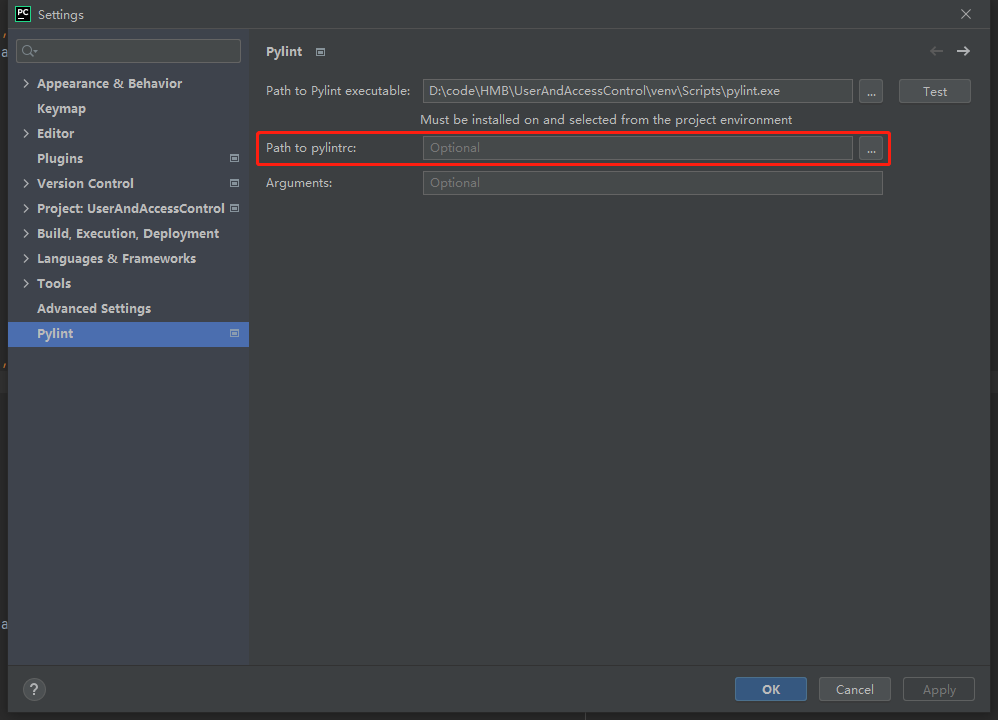 PC
Settings
Pylint
Appearance & Behavior
Path to Pylint executable: D:\code\HMB\UserAndAccessControl\venv\Scripts\pylint.exe ... Test
Keymap
Must be installed on and selected from the project environment
Editor
Path to pylintrc: Optional ...
Plugins
Version Control
Arguments: Optional
Project: UserAndAccessControl
Build, Execution, Deployment
Languages & Frameworks
Tools
Advanced Settings
Pylint
? OK Cancel Apply